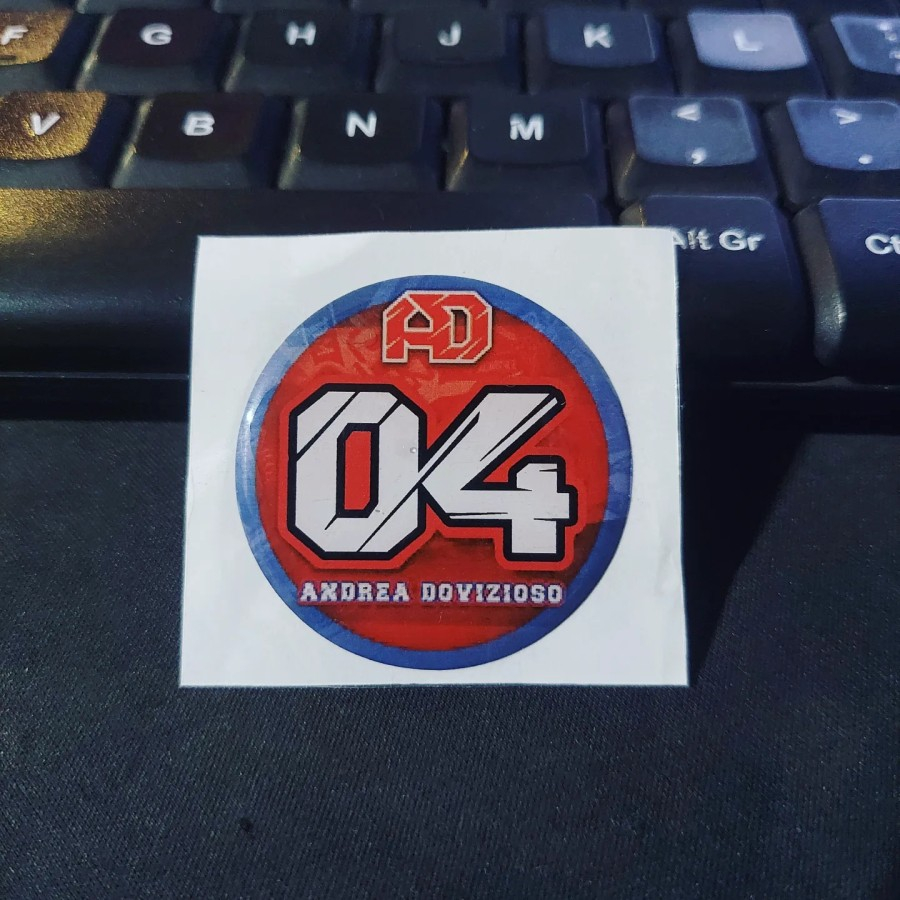 F G H J K L
V B N M < , > .
Alt Gr Ct
AD
04
ANDREA DOVIZIOSO